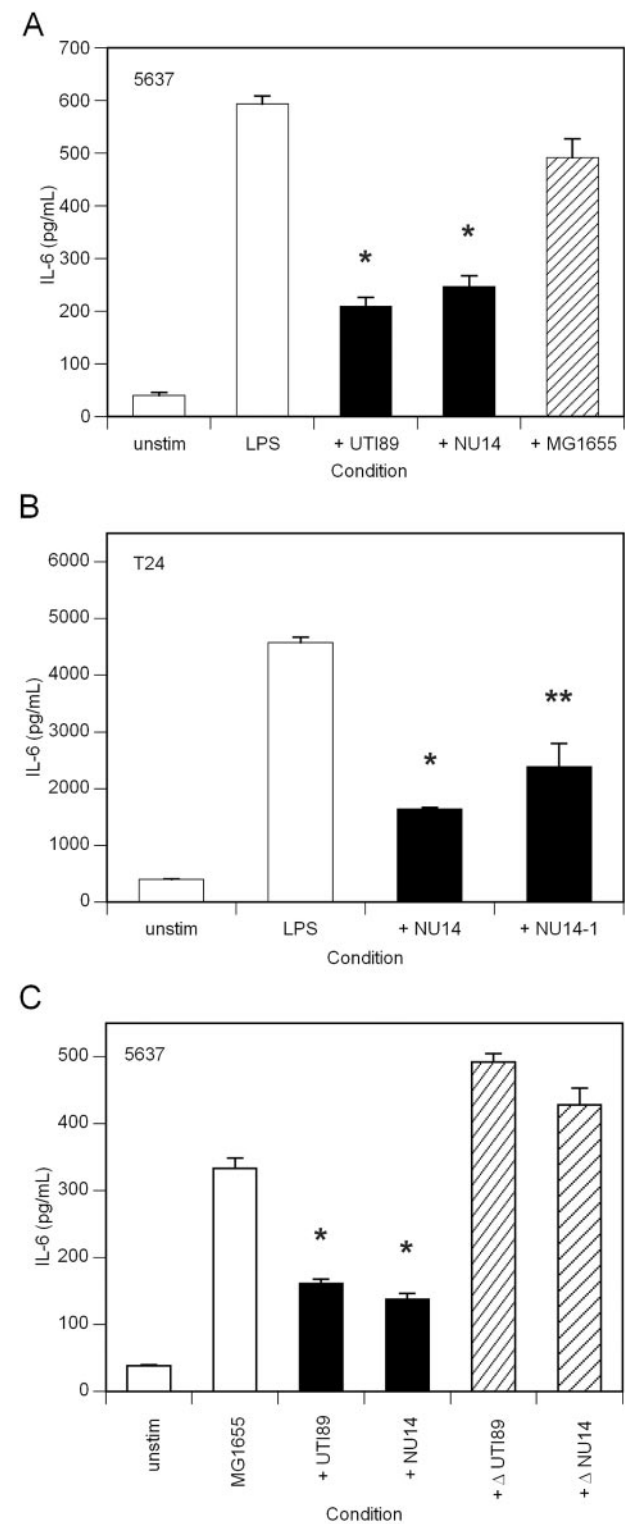 A
700
600
500
400
300
200
100
0
IL-6 (pg/mL)
5637
*
*
unstim LPS + UTI89 + NU14 + MG1655
Condition
B
6000
5000
4000
3000
2000
1000
0
IL-6 (pg/mL)
T24
*
**
unstim LPS + NU14 + NU14-1
Condition
C
500
400
300
200
100
0
IL-6 (pg/mL)
5637
*
*
unstim
MG1655
+ UTI89
+ NU14
+ Δ UTI89
+ Δ NU14
Condition